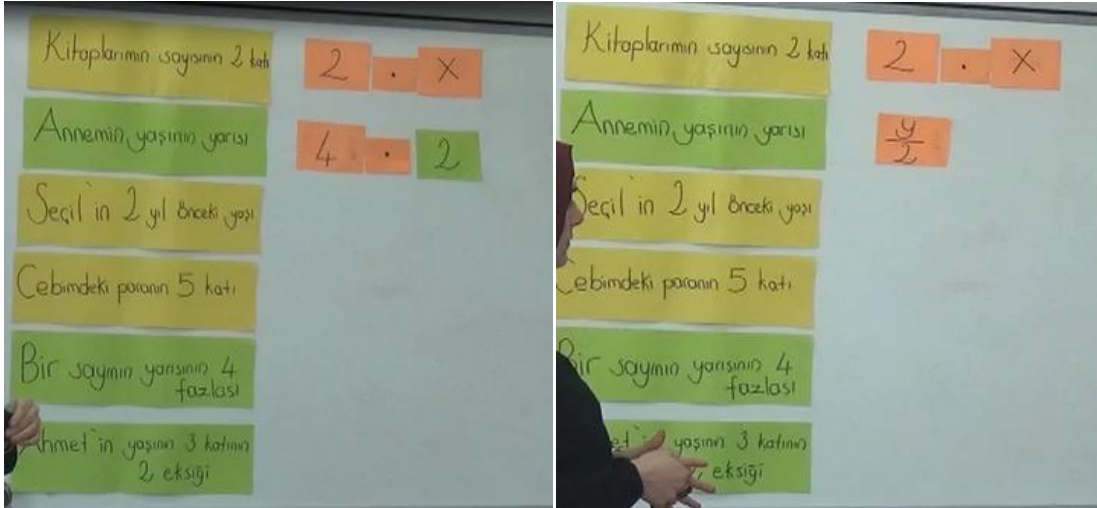 Kitaplarımın sayısının 2 katı
2 . x
Annemin yaşının yarısı
4 . 2
Seçil'in 2 yıl önceki yaşı
Cebimdeki paranın 5 katı
Bir sayının yarısının 4
fazlası
Ahmet'in yaşının 3 katının
2 eksiği
Kitaplarımın sayısının 2 katı
2 . x
Annemin yaşının yarısı
y
2
Seçil'in 2 yıl önceki yaşı
Cebimdeki paranın 5 katı
Bir sayının yarısının 4
fazlası
yaşının 3 katının
eksiği